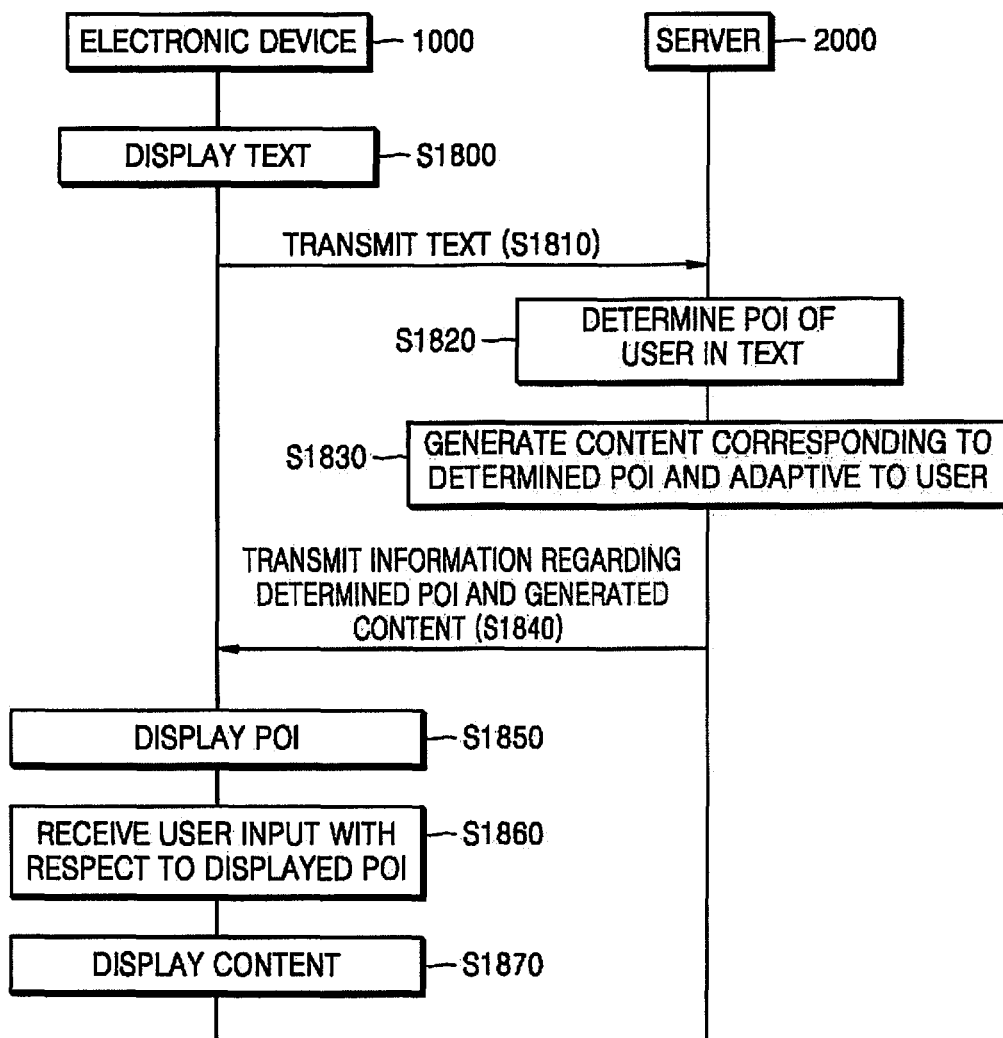 ELECTRONIC DEVICE 1000
SERVER 2000
DISPLAY TEXT S1800
TRANSMIT TEXT (S1810)
S1820 DETERMINE POI OF
USER IN TEXT
S1830 GENERATE CONTENT CORRESPONDING TO
DETERMINED POI AND ADAPTIVE TO USER
TRANSMIT INFORMATION REGARDING
DETERMINED POI AND GENERATED
CONTENT (S1840)
DISPLAY POI S1850
RECEIVE USER INPUT WITH S1860
RESPECT TO DISPLAYED POI
DISPLAY CONTENT S1870